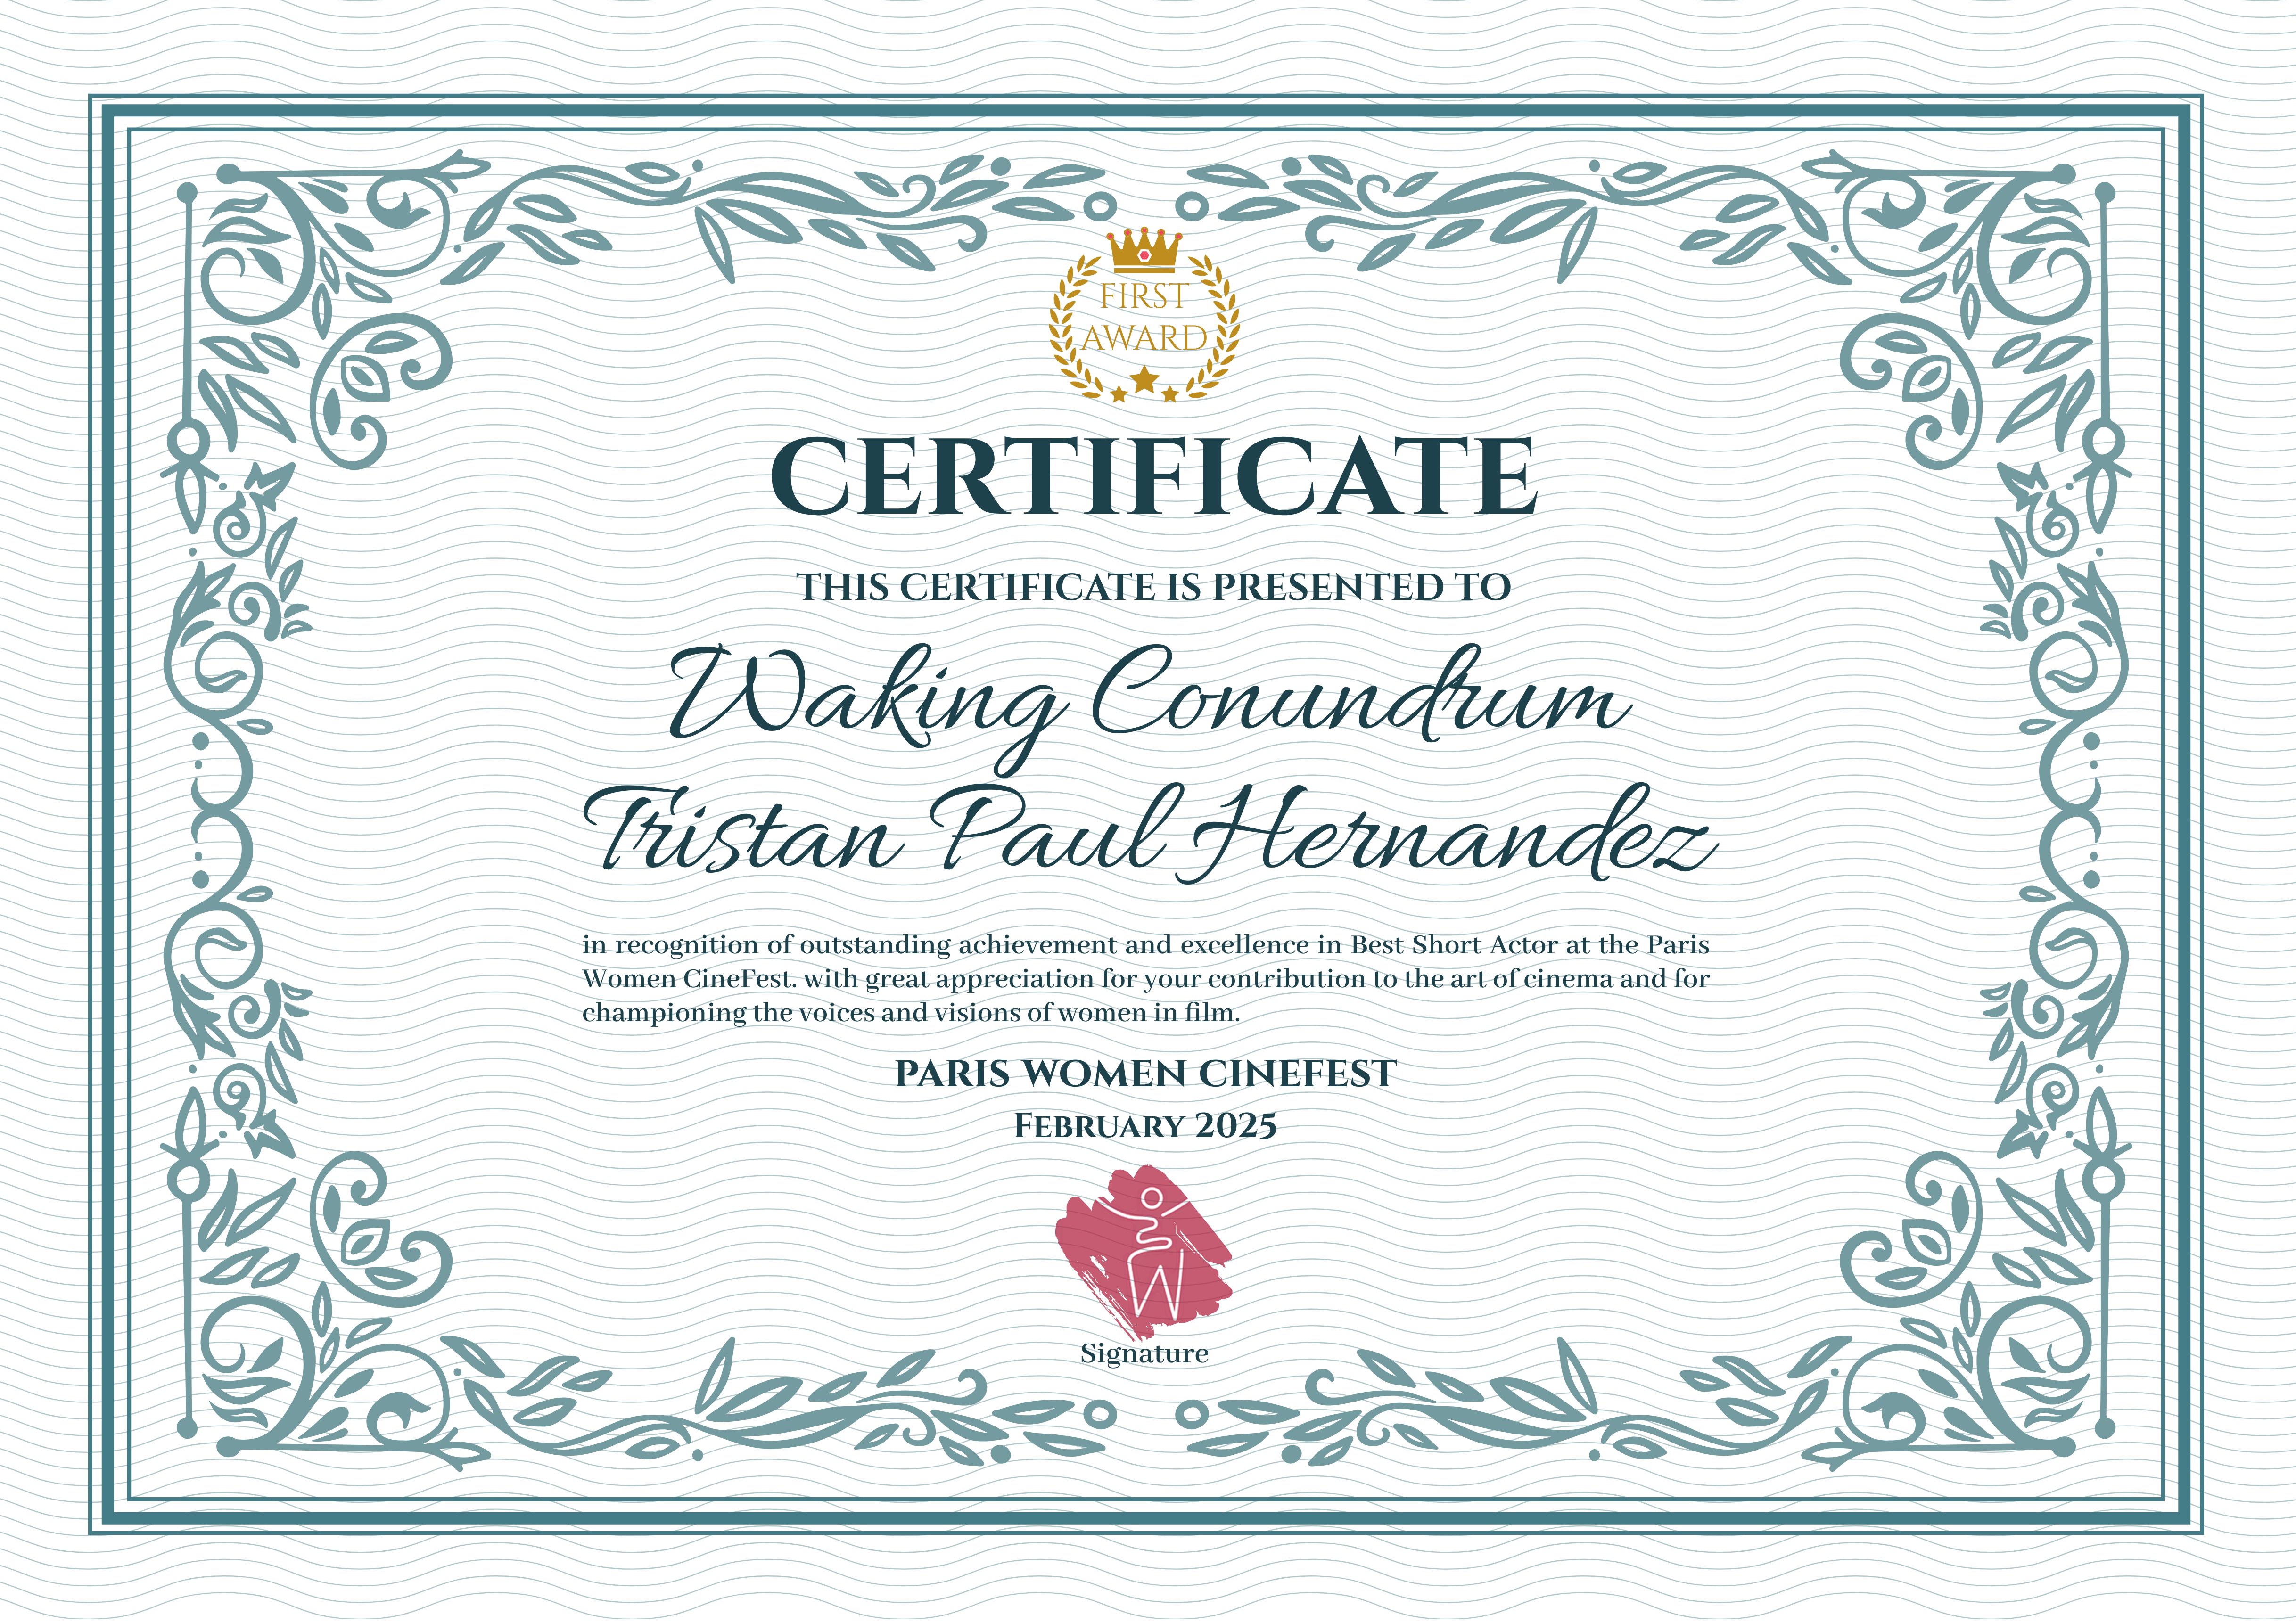 FIRST
AWARD
CERTIFICATE
THIS CERTIFICATE IS PRESENTED TO
Waking Conundrum
Tristan Paul Hernandez
in recognition of outstanding achievement and excellence in Best Short Actor at the Paris
Women CineFest. with great appreciation for your contribution to the art of cinema and for
championing the voices and visions of women in film.
PARIS WOMEN CINEFEST
FEBRUARY 2025
W
Signature